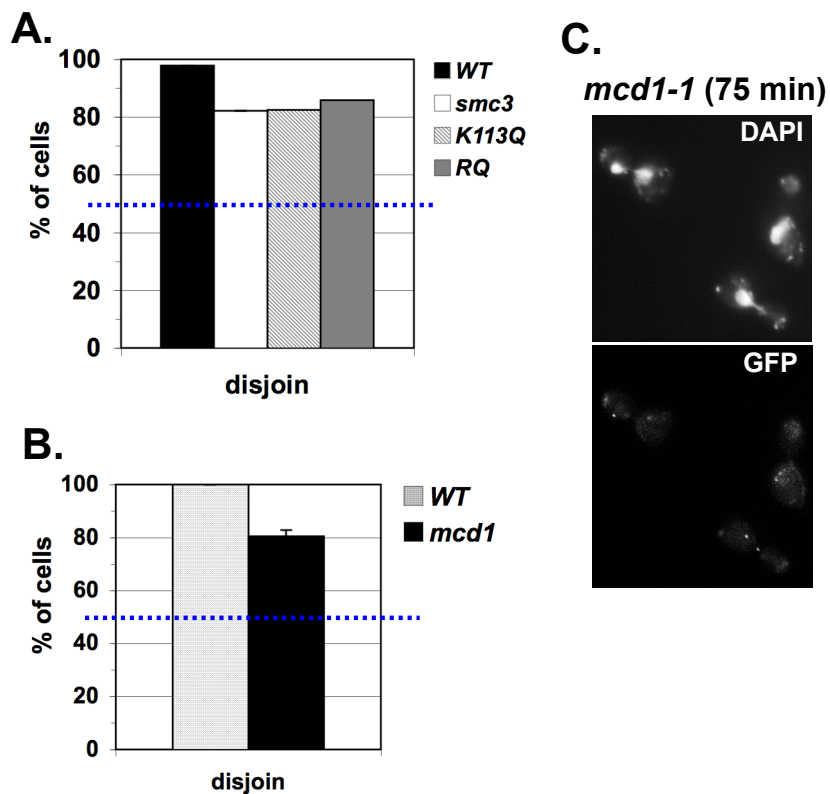 A.
% of cells
100
80
60
40
20
0
disjoin
WT
smc3
K113Q
RQ
B.
% of cells
100
80
60
40
20
0
disjoin
WT
mcd1
C.
mcd1-1 (75 min)
DAPI
GFP